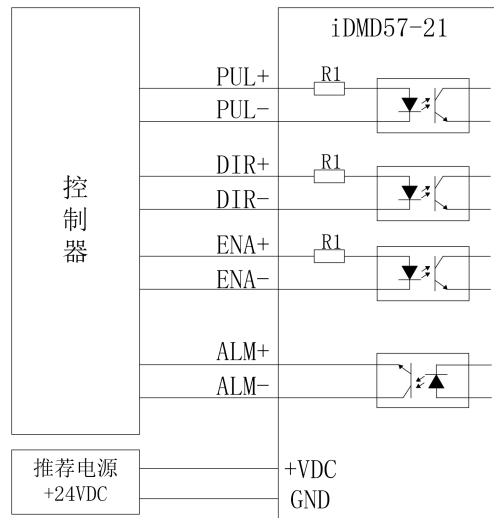 iDMD57-21
PUL+
R1
PUL-
DIR+
R1
DIR-
控制器
ENA+
R1
ENA-
ALM+
ALM-
推荐电源
+24VDC
+VDC
GND